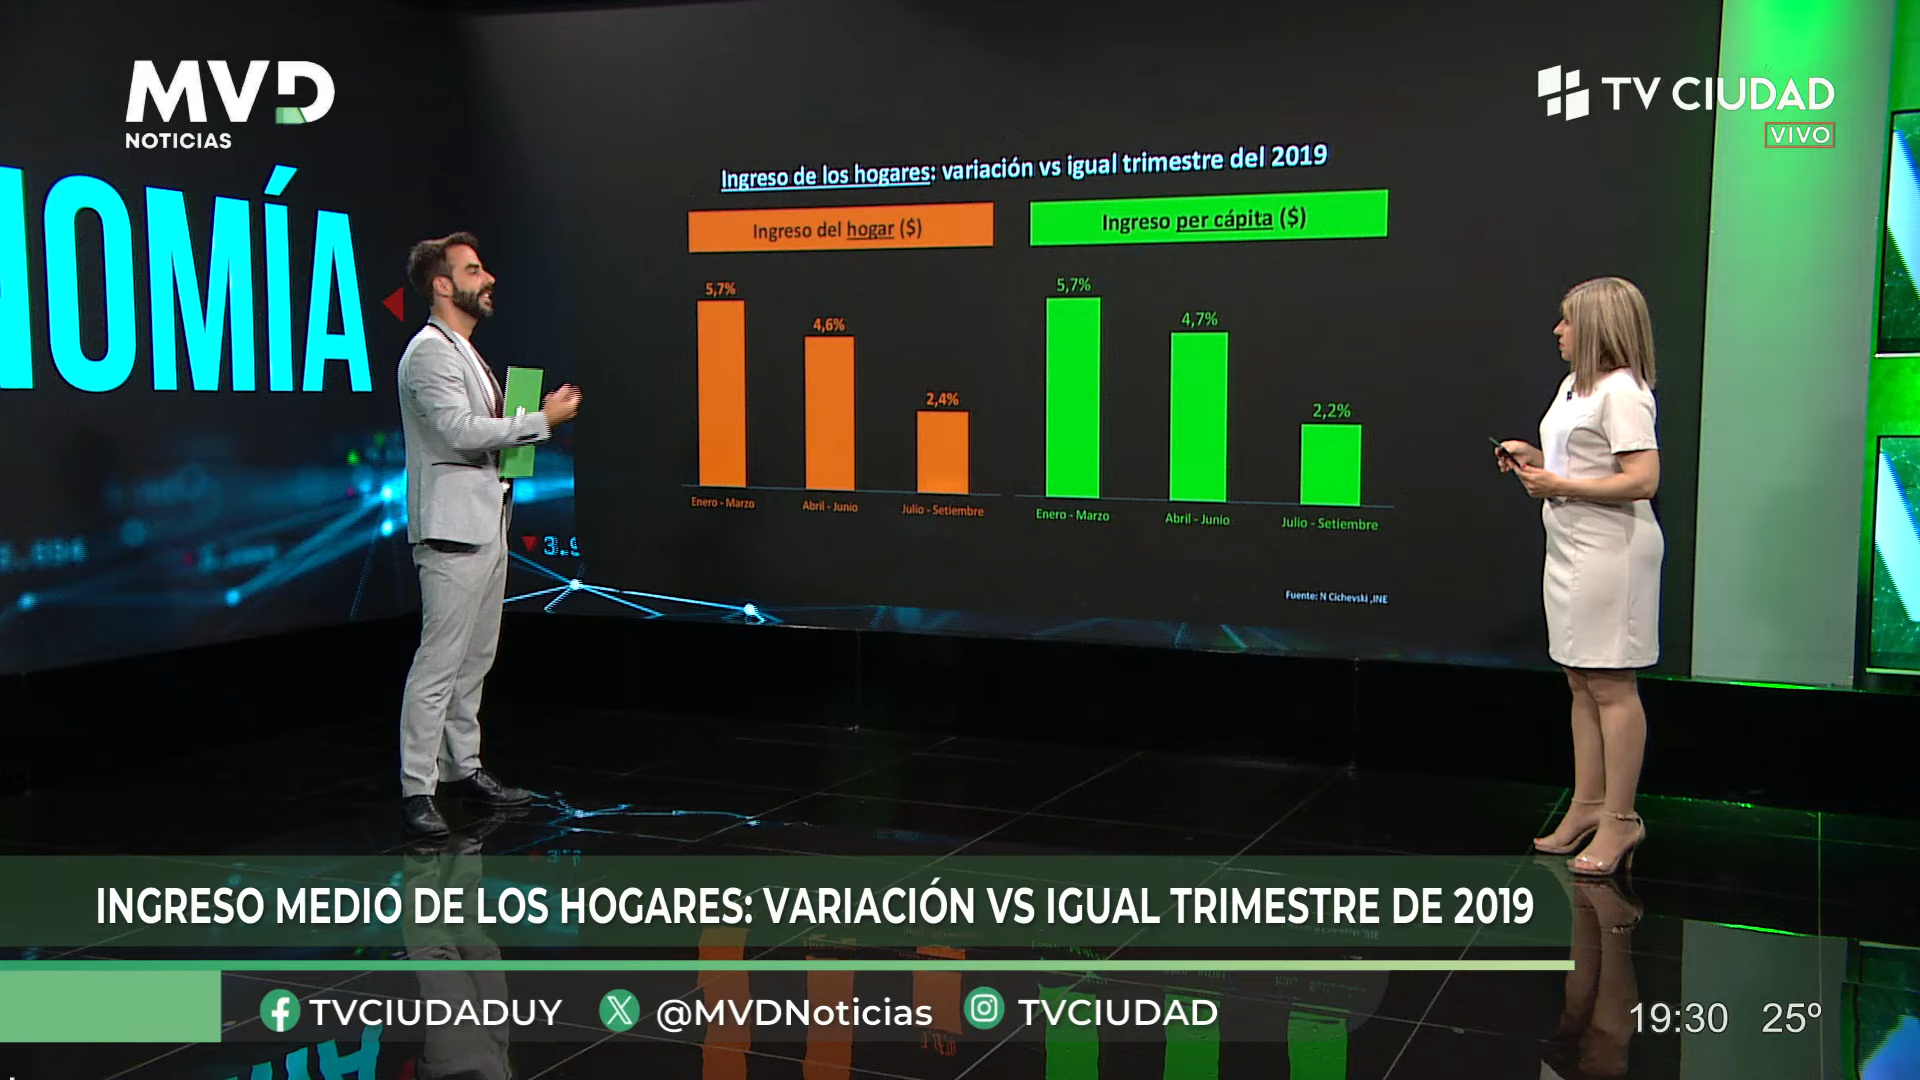 MVD
NOTICIAS
TV CIUDAD
VIVO
NOMÍA
Ingreso de los hogares: variación vs igual trimestre del 2019
Ingreso del hogar ($)
5,7%
4,6%
2,4%
Enero - Marzo
Abril - Junio
Julio - Setiembre
Ingreso per cápita ($)
5,7%
4,7%
2,2%
Enero - Marzo
Abril - Junio
Julio - Setiembre
Fuente: N Cichevski ,INE
INGRESO MEDIO DE LOS HOGARES: VARIACIÓN VS IGUAL TRIMESTRE DE 2019
TVCIUDADUY
@MVDNoticias
TVCIUDAD
19:30 25º